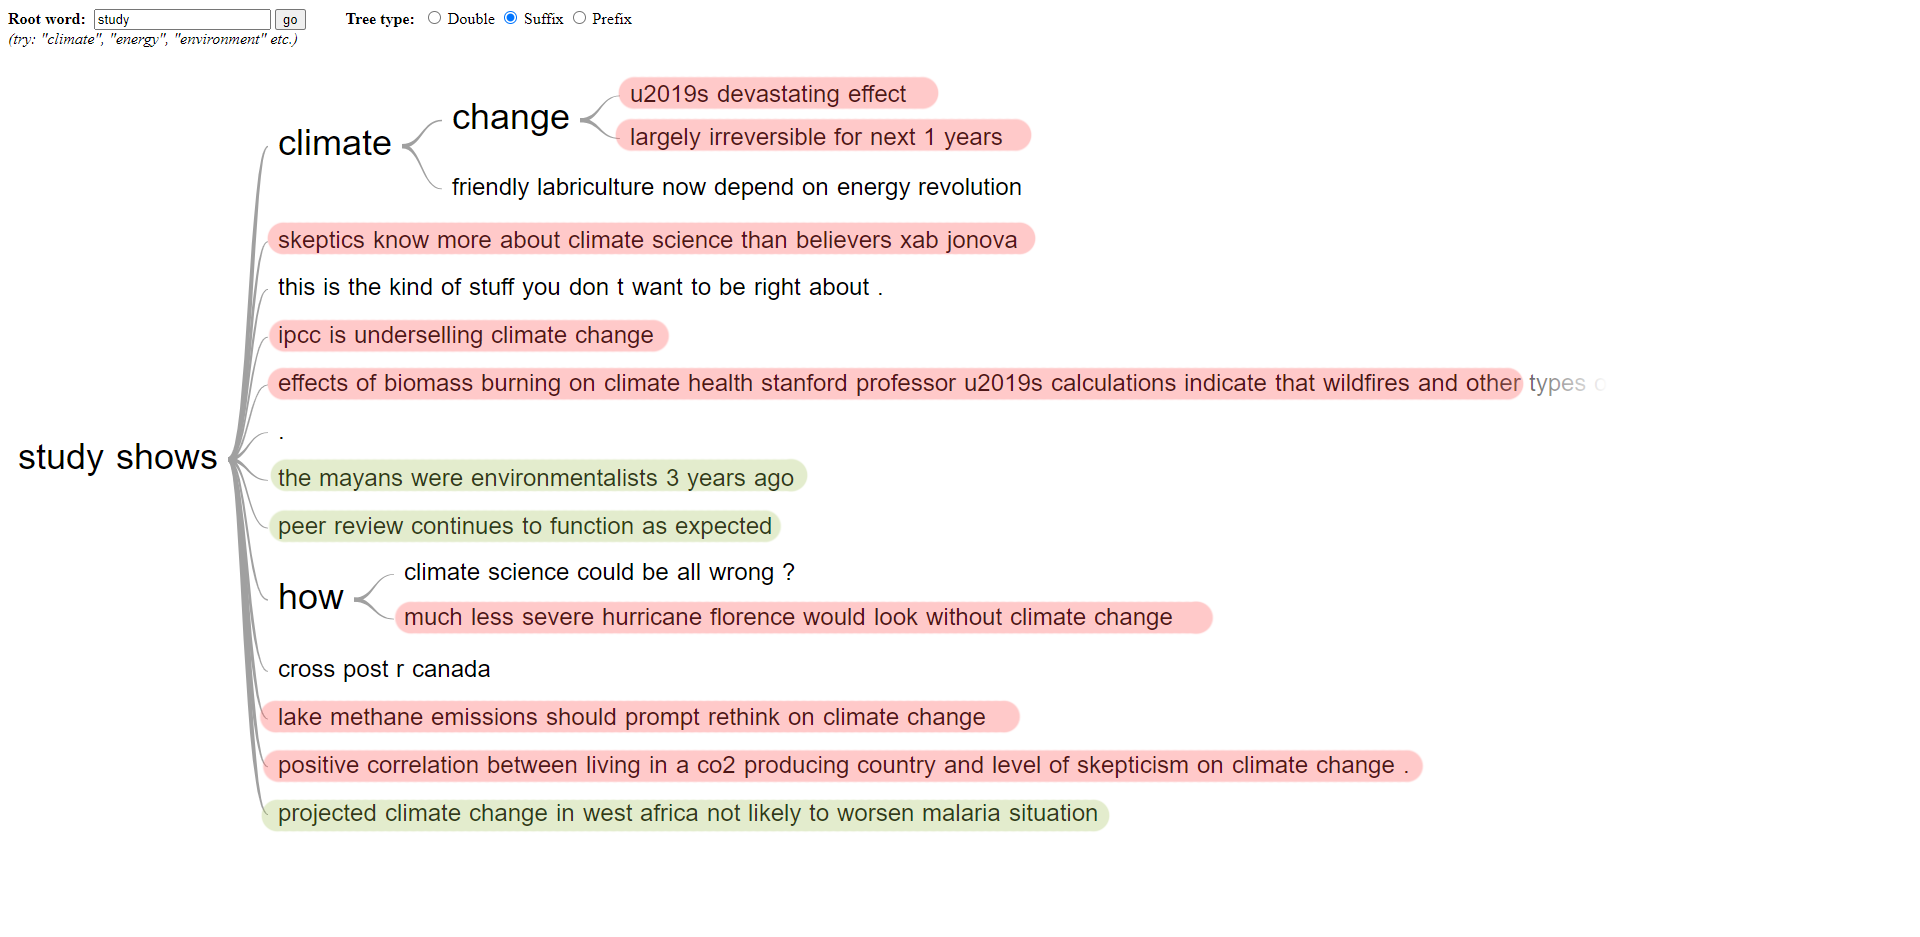 Root word: study go Tree type: Double Suffix Prefix
(try: "climate", "energy", "environment" etc.)
study shows
climate
change
u2019s devastating effect
largely irreversible for next 1 years
friendly labriculture now depend on energy revolution
skeptics know more about climate science than believers xab jonova
this is the kind of stuff you don t want to be right about .
ipcc is underselling climate change
effects of biomass burning on climate health stanford professor u2019s calculations indicate that wildfires and other types o
.
the mayans were environmentalists 3 years ago
peer review continues to function as expected
how
climate science could be all wrong ?
much less severe hurricane florence would look without climate change
cross post r canada
lake methane emissions should prompt rethink on climate change
positive correlation between living in a co2 producing country and level of skepticism on climate change .
projected climate change in west africa not likely to worsen malaria situation